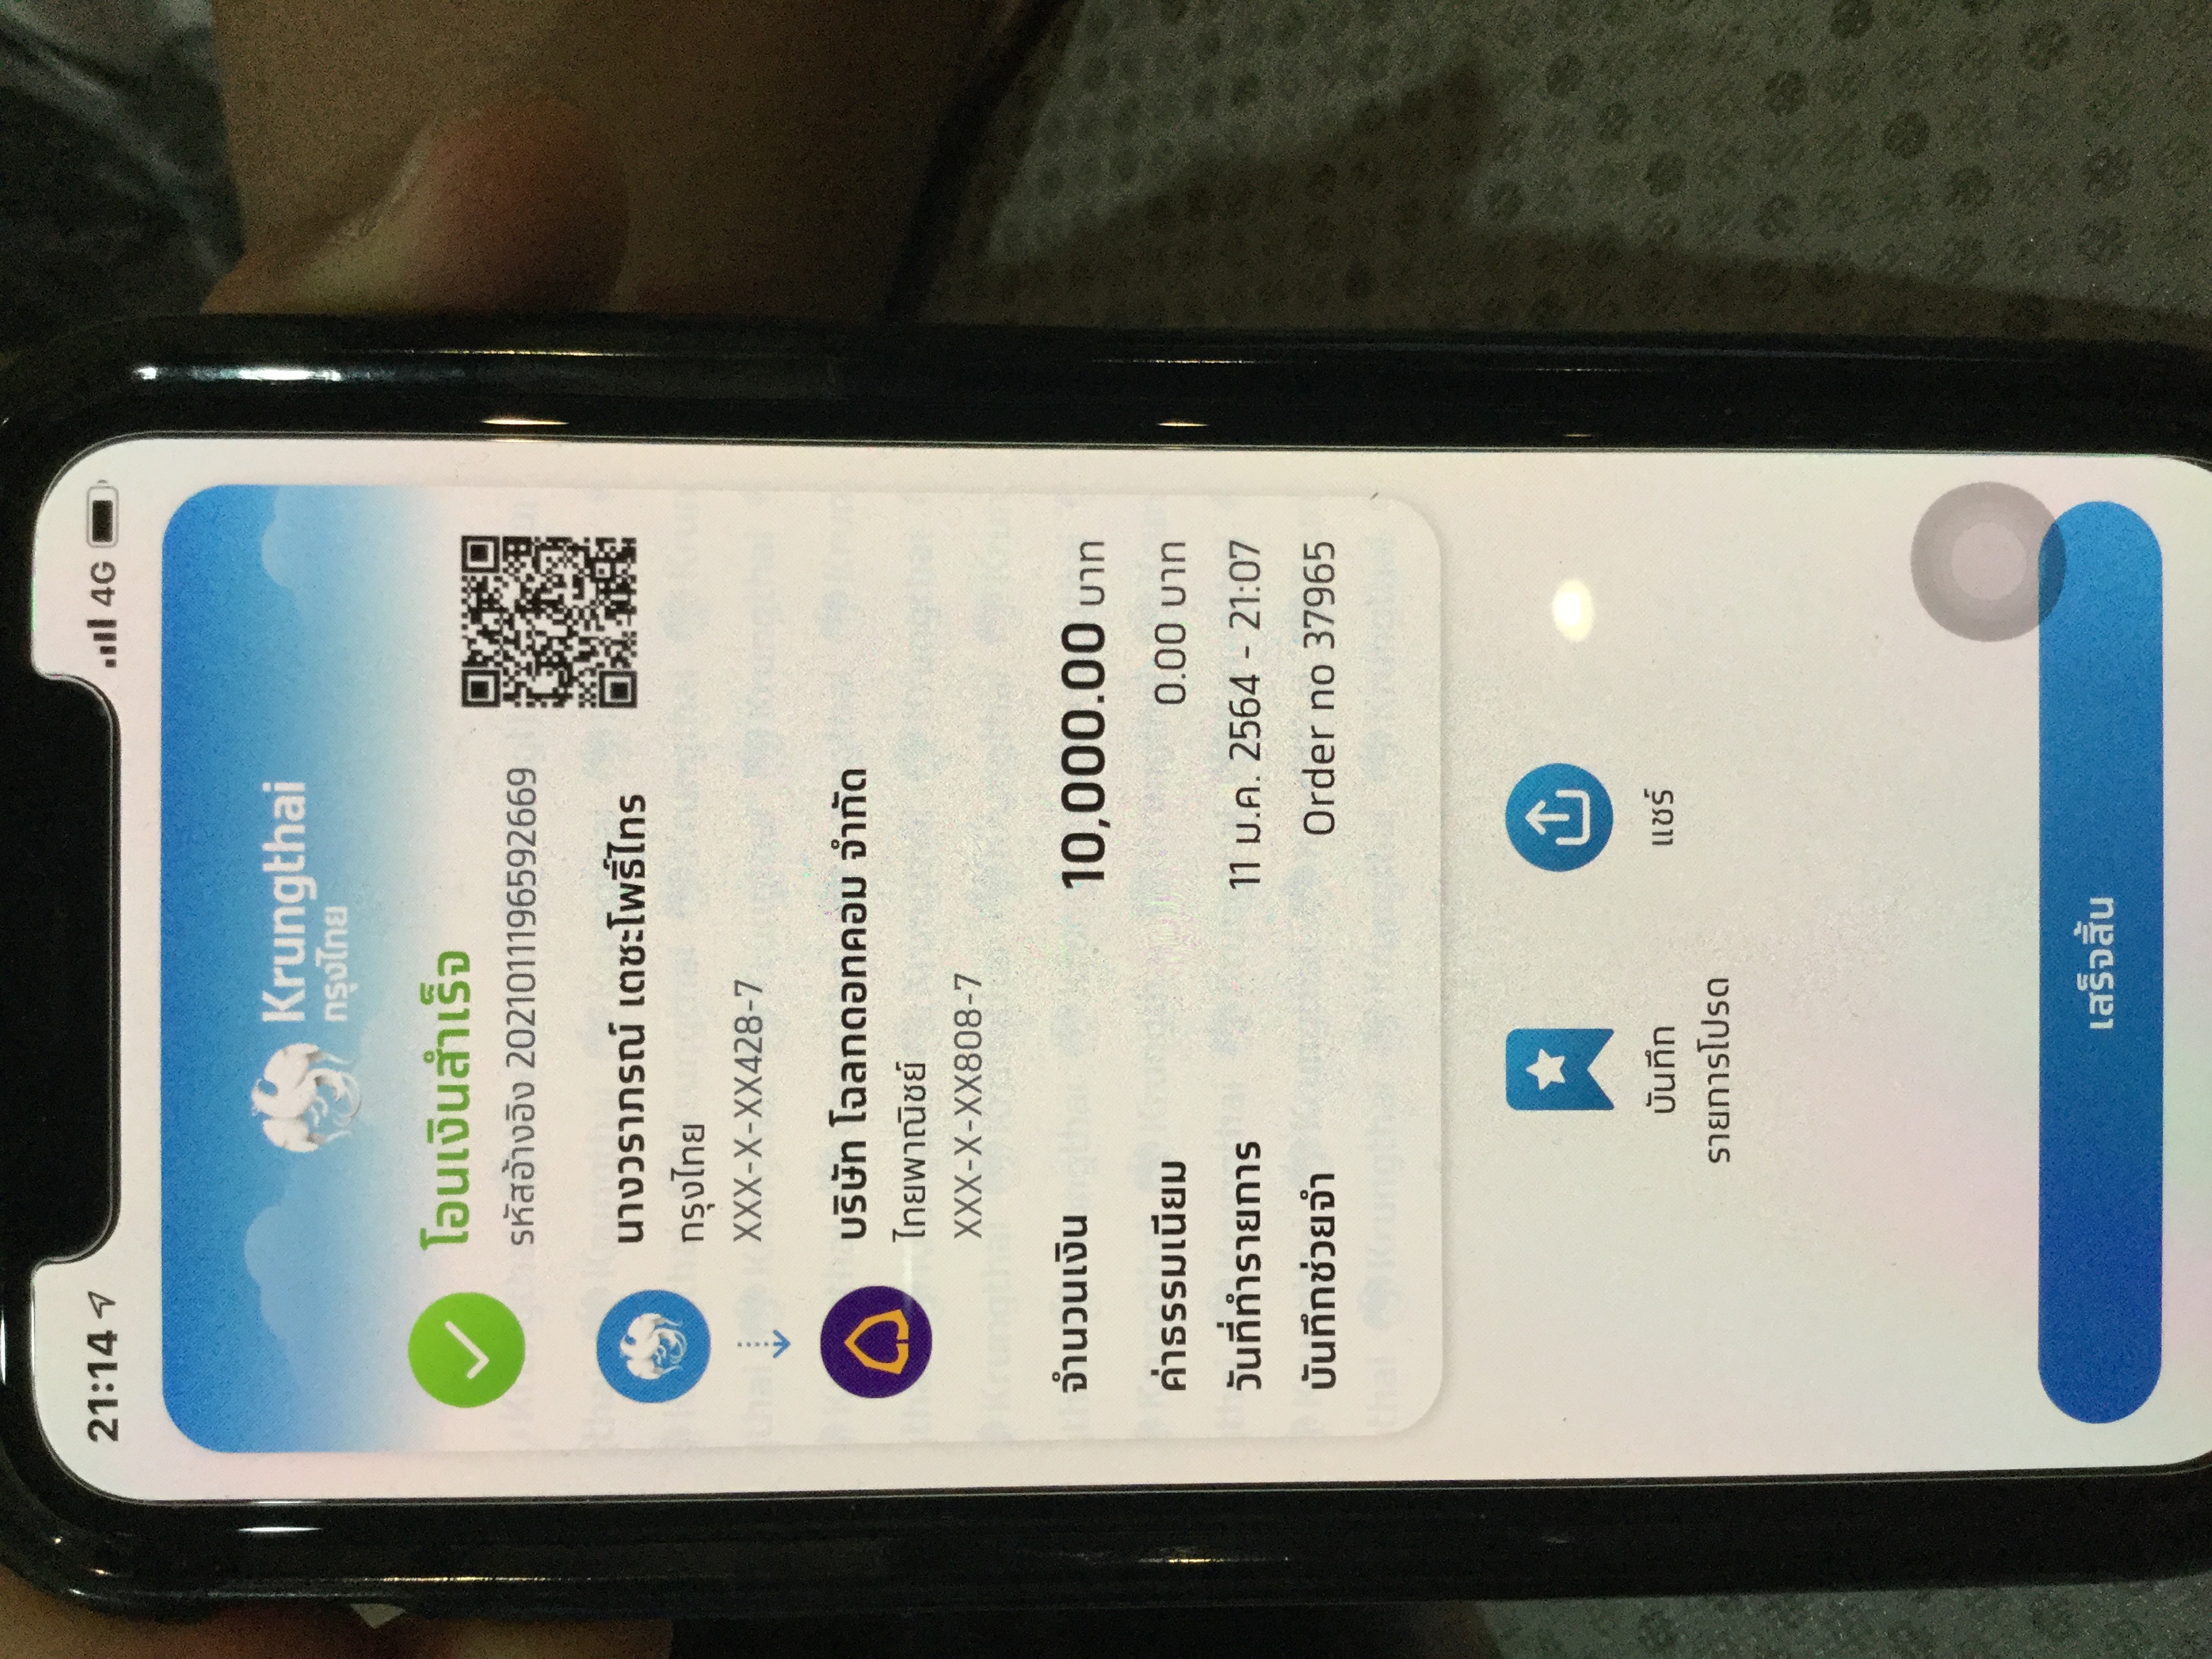 21:14
4G
Krungthai
กรุงไทย
โอนเงินสำเร็จ
รหัสอ้างอิง 2021011196592669
นางวราภรณ์ เตชะโพธิ์ไทร
กรุงไทย
XXX-X-XX428-7
บริษัท โฉลกดอทคอม จำกัด
ไทยพาณิชย์
XXX-X-XX808-7
จำนวนเงิน 10,000.00 บาท
ค่าธรรมเนียม 0.00 บาท
วันที่ทำรายการ 11 ม.ค. 2564 - 21:07
บันทึกช่วยจำ Order no 37965
บันทึก
รายการโปรด
แชร์
เสร็จสิ้น